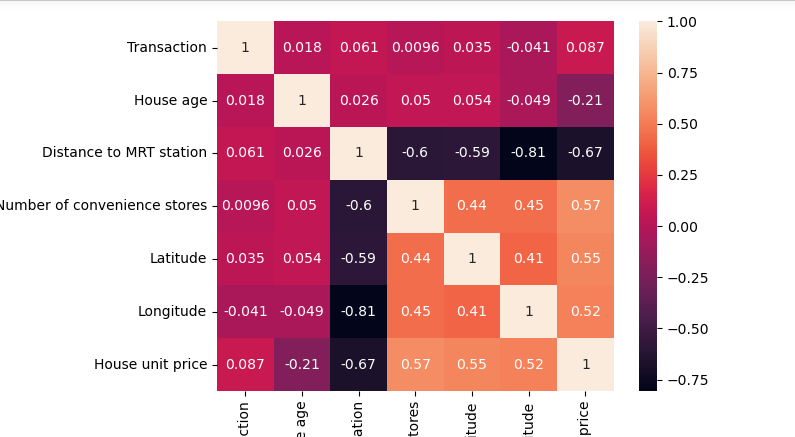 Transaction 1 0.018 0.061 0.0096 0.035 -0.041 0.087
House age 0.018 1 0.026 0.05 0.054 -0.049 -0.21
Distance to MRT station 0.061 0.026 1 -0.6 -0.59 -0.81 -0.67
Number of convenience stores 0.0096 0.05 -0.6 1 0.44 0.45 0.57
Latitude 0.035 0.054 -0.59 0.44 1 0.41 0.55
Longitude -0.041 -0.049 -0.81 0.45 0.41 1 0.52
House unit price 0.087 -0.21 -0.67 0.57 0.55 0.52 1
ction
e age
ation
tores
itude
itude
price
1.00
0.75
0.50
0.25
0.00
−0.25
−0.50
−0.75